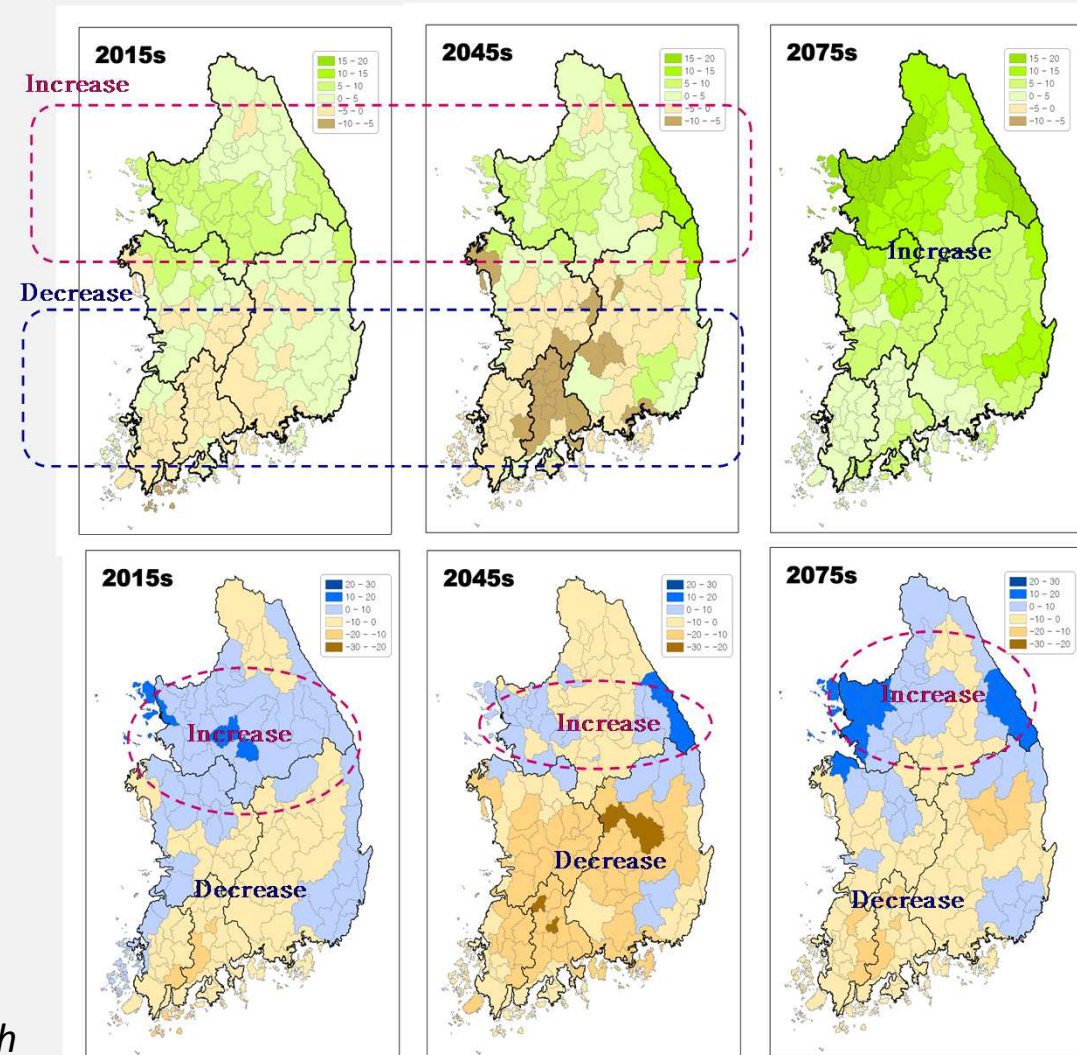 2015s
15 - 20
10 - 15
5 - 10
0 - 5
-5 - 0
-10 - -5
2045s
15 - 20
10 - 15
5 - 10
0 - 5
-5 - 0
-10 - -5
2075s
15 - 20
10 - 15
5 - 10
0 - 5
-5 - 0
-10 - -5
Increase
Increase
Decrease
2015s
20 - 30
10 - 20
0 - 10
-10 - 0
-20 - -10
-30 - -20
2045s
20 - 30
10 - 20
0 - 10
-10 - 0
-20 - -10
-30 - -20
2075s
20 - 30
10 - 20
0 - 10
-10 - 0
-20 - -10
-30 - -20
Increase
Increase
Increase
Decrease
Decrease
Decrease
h